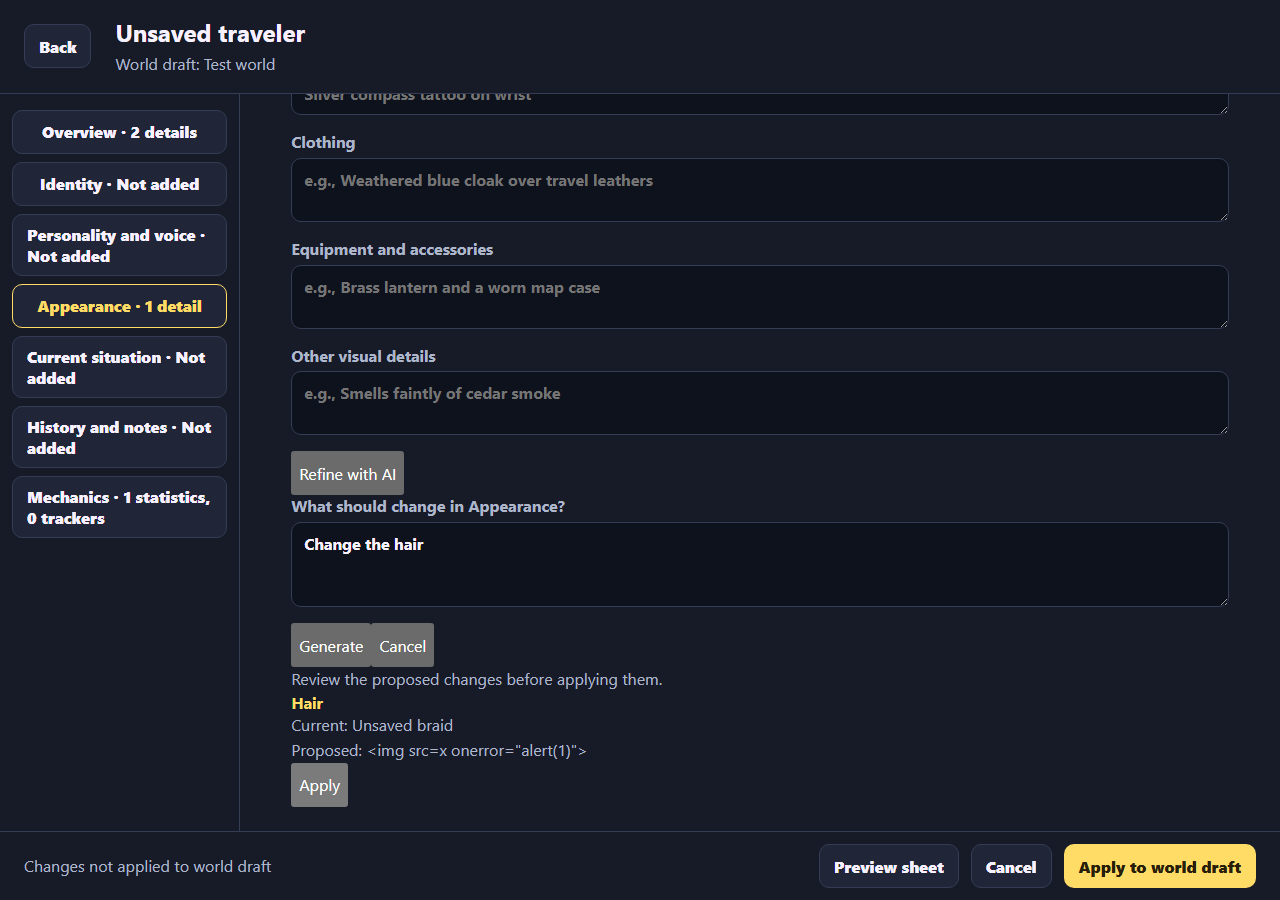 Back
Unsaved traveler
World draft: Test world
Overview · 2 details
Identity · Not added
Personality and voice ·
Not added
Appearance · 1 detail
Current situation · Not
added
History and notes · Not
added
Mechanics · 1 statistics,
0 trackers
Silver compass tattoo on wrist
Clothing
e.g., Weathered blue cloak over travel leathers
Equipment and accessories
e.g., Brass lantern and a worn map case
Other visual details
e.g., Smells faintly of cedar smoke
Refine with AI
What should change in Appearance?
Change the hair
Generate Cancel
Review the proposed changes before applying them.
Hair
Current: Unsaved braid
Proposed: <img src=x onerror="alert(1)">
Apply
Changes not applied to world draft
Preview sheet
Cancel
Apply to world draft